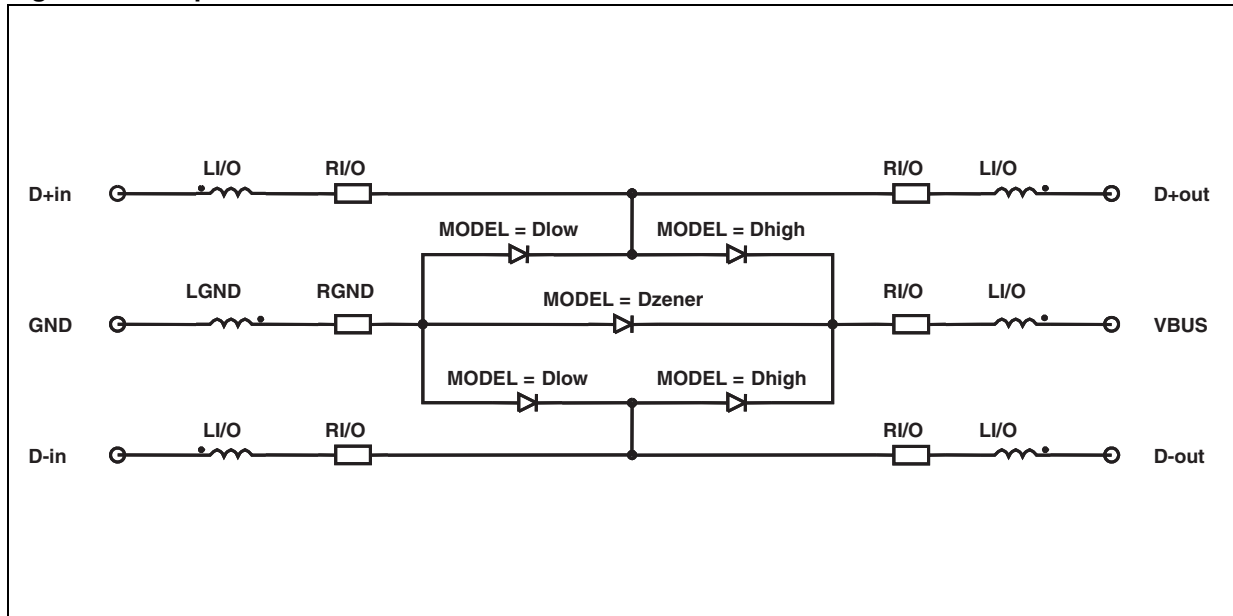 LI/O RI/O RI/O LI/O
D+in D+out
MODEL = Dlow MODEL = Dhigh
LGND RGND MODEL = Dzener RI/O LI/O
GND VBUS
MODEL = Dlow MODEL = Dhigh
LI/O RI/O RI/O LI/O
D-in D-out